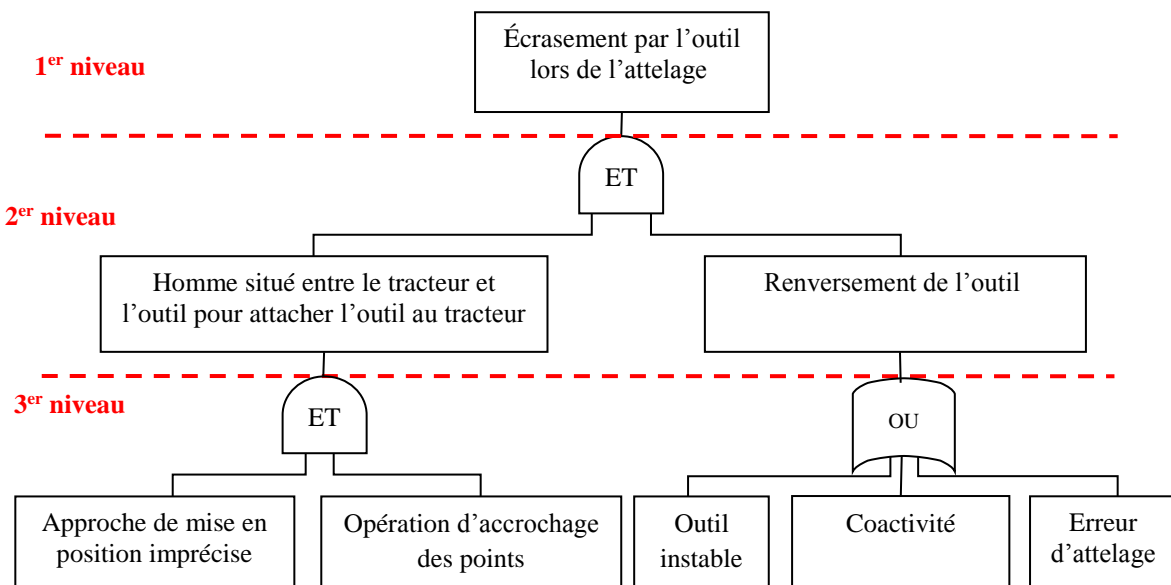 Écrasement par l’outil
lors de l’attelage
1er niveau
ET
2er niveau
Homme situé entre le tracteur et
l’outil pour attacher l’outil au tracteur
Renversement de l’outil
3er niveau
ET
OU
Approche de mise en
position imprécise
Opération d’accrochage
des points
Outil
instable
Coactivité
Erreur
d’attelage